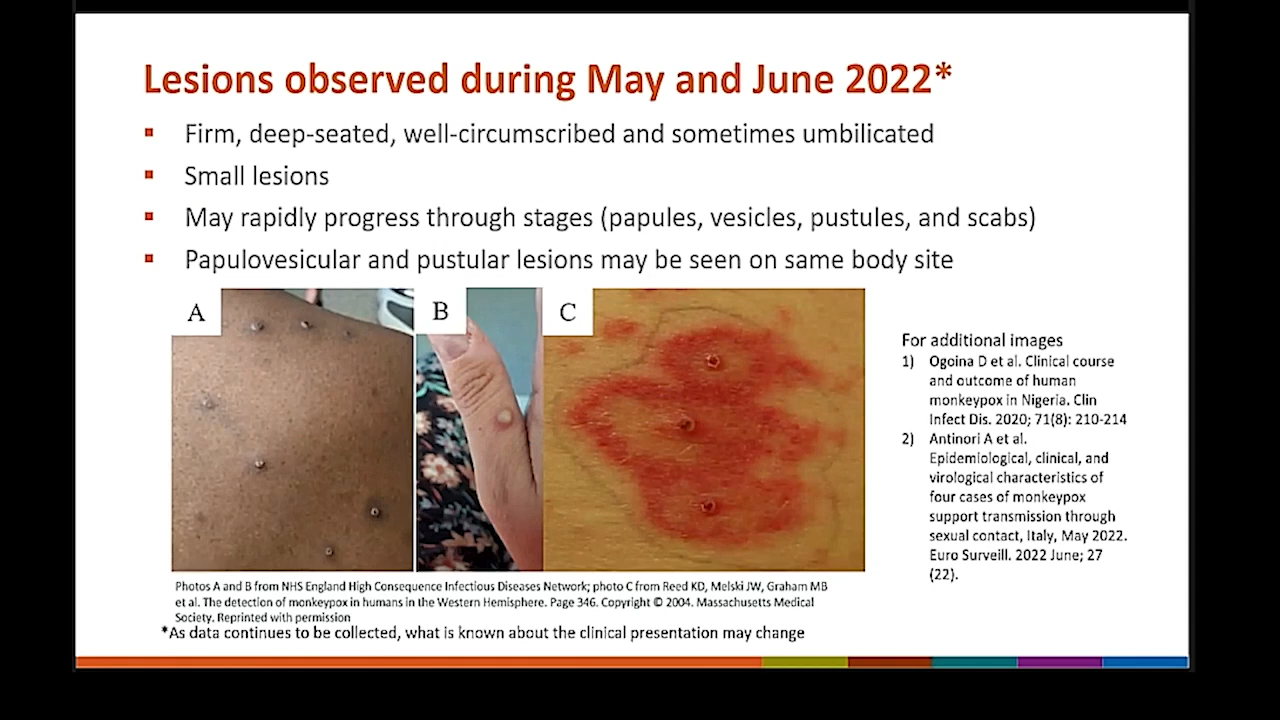 Lesions observed during May and June 2022*
Firm, deep-seated, well-circumscribed and sometimes umbilicated
Small lesions
May rapidly progress through stages (papules, vesicles, pustules, and scabs)
Papulovesicular and pustular lesions may be seen on same body site
A
B
C
For additional images
1) Ogoina D et al. Clinical course
and outcome of human
monkeypox in Nigeria. Clin
Infect Dis. 2020; 71(8): 210-214
2) Antinori A et al.
Epidemiological, clinical, and
virological characteristics of
four cases of monkeypox
support transmission through
sexual contact, Italy, May 2022.
Euro Surveill. 2022 June; 27
(22).
Photos A and B from NHS England High Consequence Infectious Diseases Network; photo C from Reed KD, Melski JW, Graham MB
et al. The detection of monkeypox in humans in the Western Hemisphere. Page 346. Copyright © 2004. Massachusetts Medical
Society. Reprinted with permission
*As data continues to be collected, what is known about the clinical presentation may change